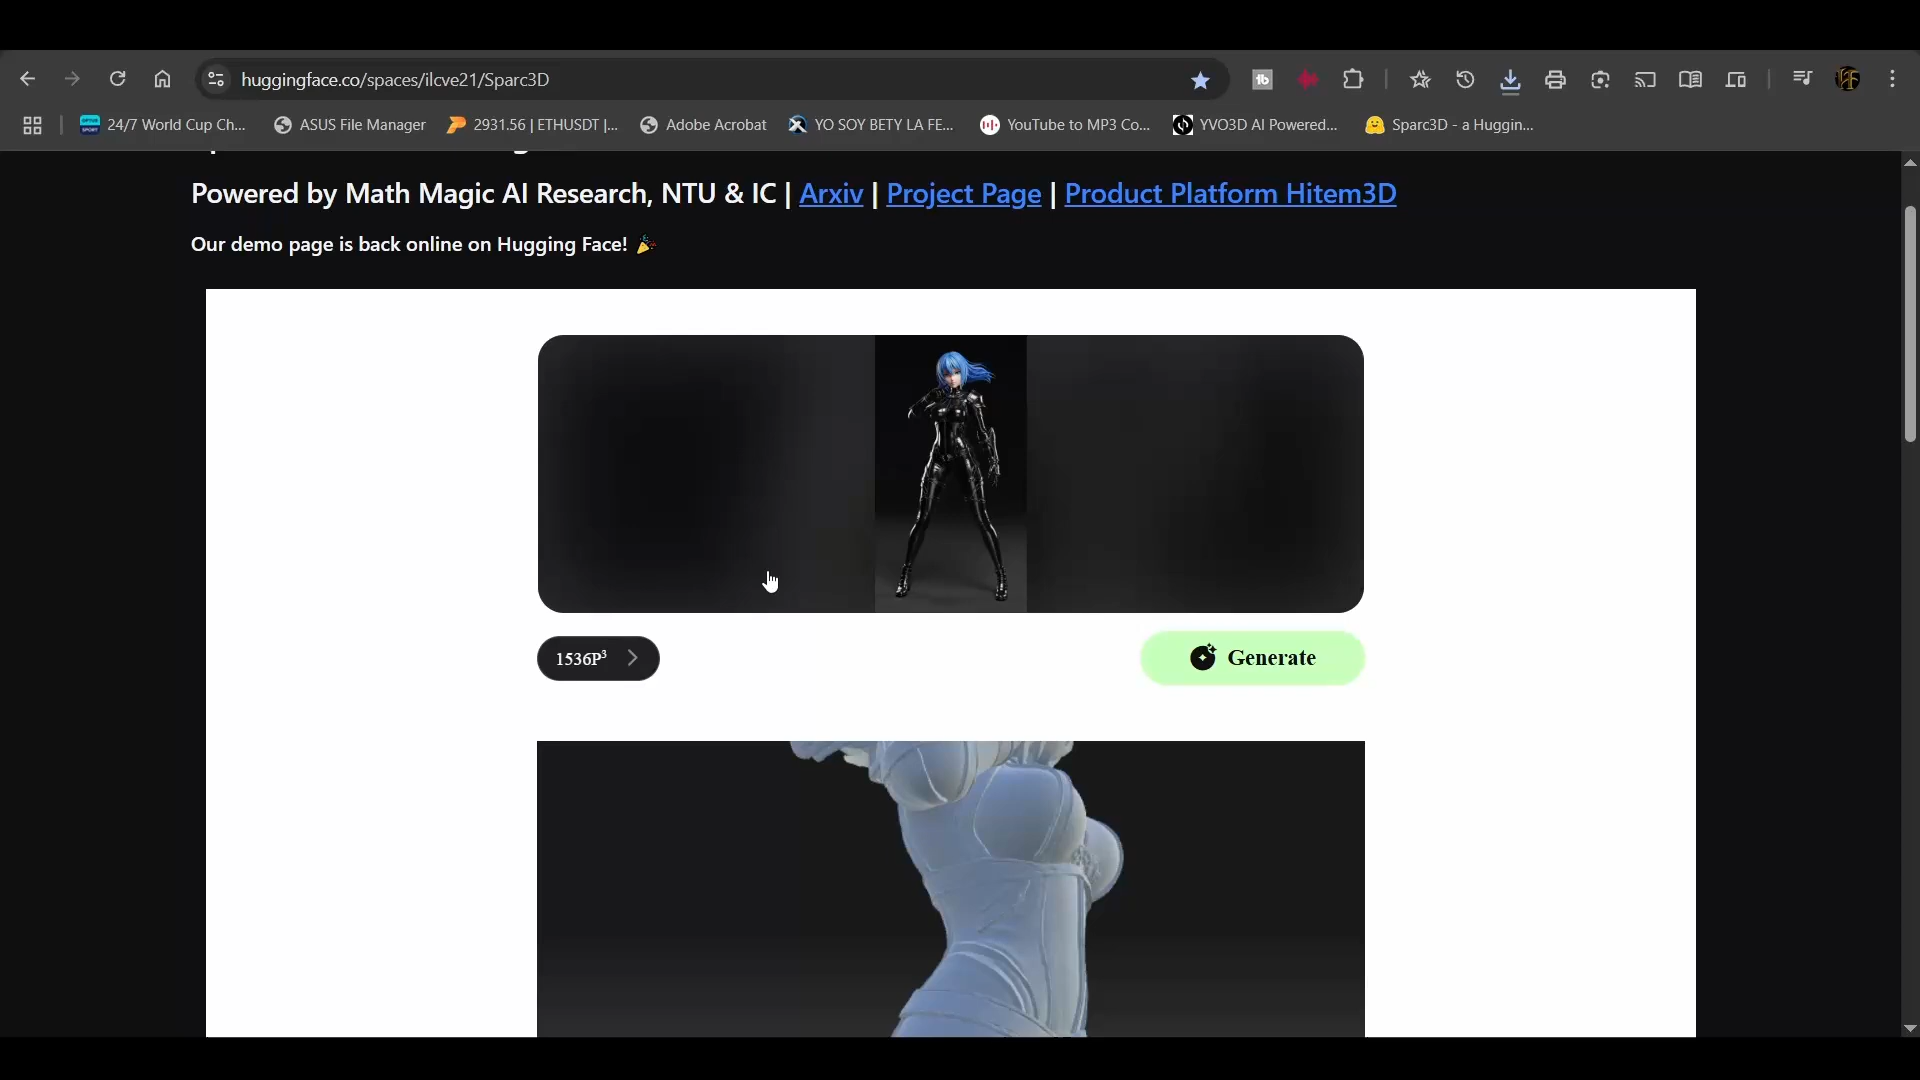 huggingface.co/spaces/ilcve21/Sparc3D
24/7 World Cup Ch...
ASUS File Manager
2931.56 | ETHUSDT |...
Adobe Acrobat
YO SOY BETY LA FE...
YouTube to MP3 Co...
YVO3D AI Powered...
Sparc3D - a Huggin...
Powered by Math Magic AI Research, NTU & IC | Arxiv | Project Page | Product Platform Hitem3D
Our demo page is back online on Hugging Face! 🎉
1536P³
Generate